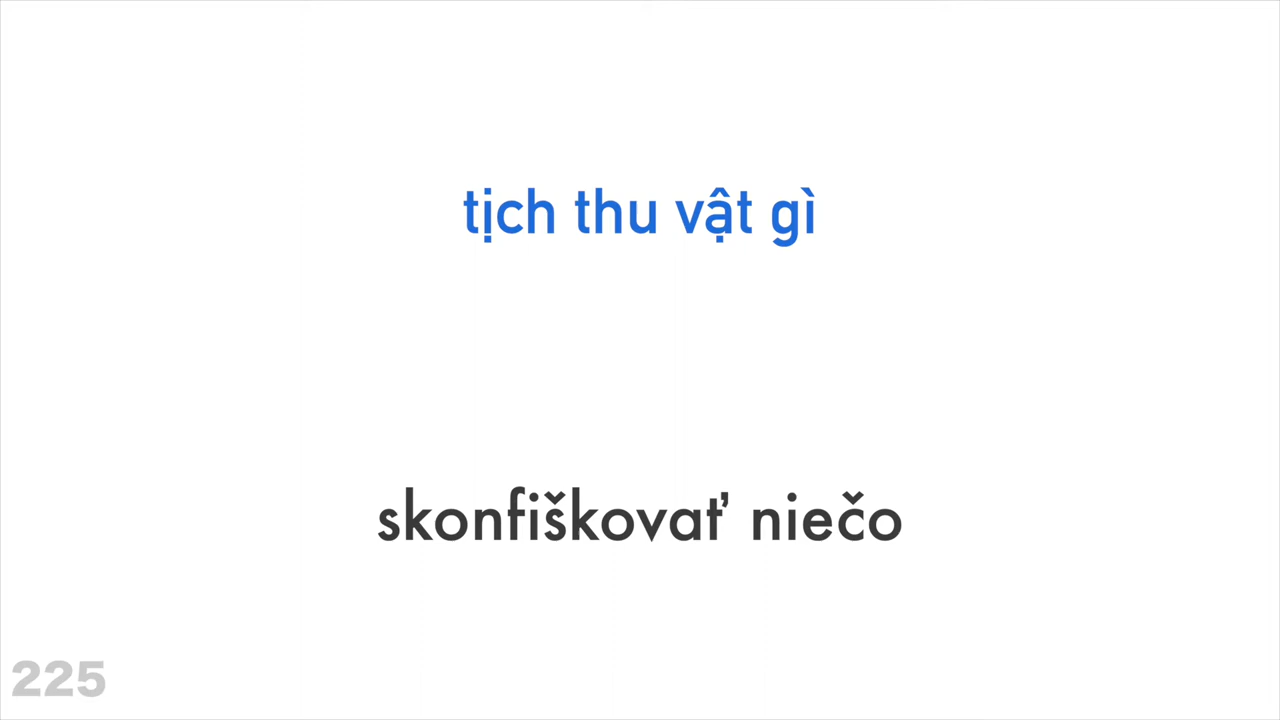 tịch thu vật gì
skonfiškovať niečo
225